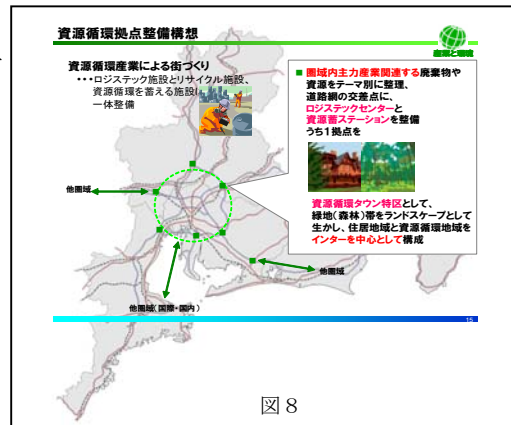 資源循環拠点整備構想
産業と環境
資源循環産業による街づくり
・・・ロジステック施設とリサイクル施設、
資源循環を蓄える施設
一体整備
■ 圏域内主力産業関連する廃棄物や
資源をテーマ別に整理、
道路網の交差点に、
ロジステックセンターと
資源蓄ステーションを整備
うち1拠点を
資源循環タウン特区として、
緑地(森林)帯をランドスケープとして
生かし、住居地域と資源循環地域を
インターを中心として構成
他圏域
他圏域
他圏域(国際・国内)
15
図8